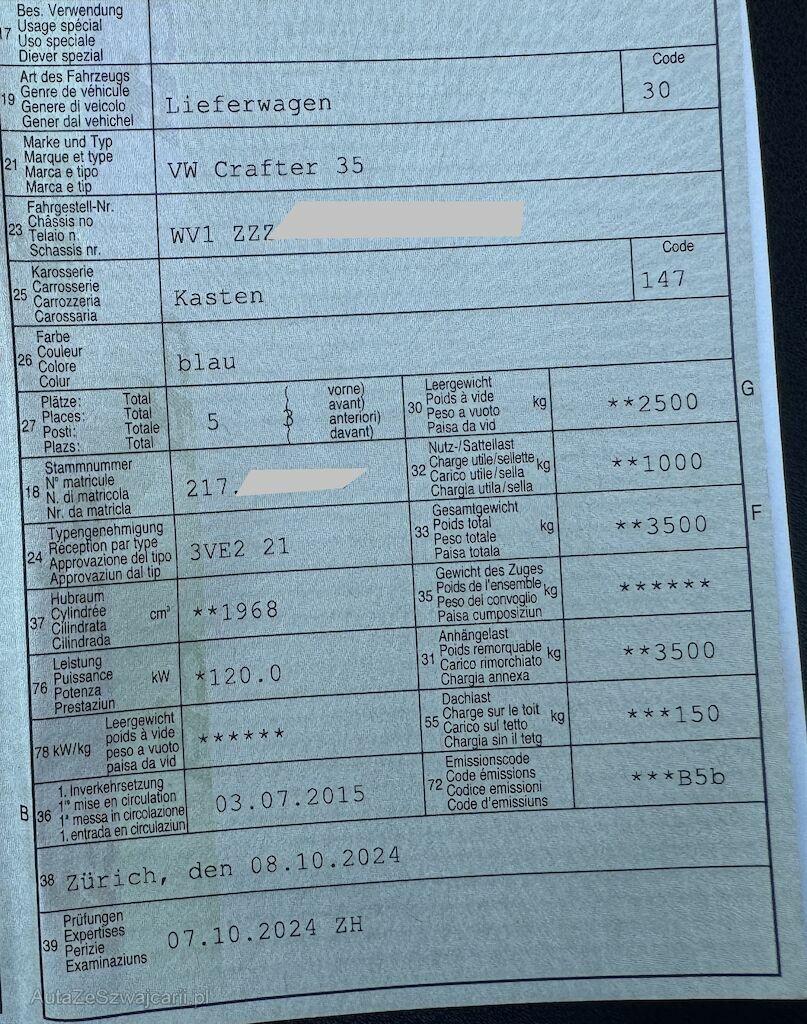 17 Bes. Verwendung
Usage spécial
Uso speciale
Diever spezial
19 Art des Fahrzeugs
Genre de véhicule
Genere di veicolo
Gener dal vehichel
Lieferwagen
Code
30
21 Marke und Typ
Marque et type
Marca e tipo
Marca e tip
VW Crafter 35
23 Fahrgestell-Nr.
Châssis no
Telaio n.
Schassis nr.
WV1 ZZZ
25 Karosserie
Carrosserie
Carrozzeria
Carossaria
Kasten
Code
147
26 Farbe
Couleur
Colore
Colur
blau
27 Plätze: Total
Places: Total
Posti: Totale
Plazs: Total
5
3
vorne)
avant)
anteriori)
davant)
30 Leergewicht
Poids à vide
Peso a vuoto
Paisa da vid
kg
**2500
G
18 Stammnummer
N° matricule
N. di matricola
Nr. da matricla
217.
32 Nutz-/Sattellast
Charge utile/sellette
Carico utile/sella
Chargia utila/sella
kg
**1000
24 Typengenehmigung
Réception par type
Approvazione del tipo
Approvaziun dal tip
3VE2 21
33 Gesamtgewicht
Poids total
Peso totale
Paisa totala
kg
**3500
F
37 Hubraum
Cylindrée
Cilindrata
Cilindrada
cm³
**1968
35 Gewicht des Zuges
Poids de l'ensemble
Peso del convoglio
Paisa cumposiziun
kg
******
76 Leistung
Puissance
Potenza
Prestaziun
kW
*120.0
31 Anhängelast
Poids remorquable
Carico rimorchiato
Chargia annexa
kg
**3500
78 kW/kg
Leergewicht
poids à vide
peso a vuoto
paisa da vid
******
55 Dachlast
Charge sur le toit
Carico sul tetto
Chargia sin il tetg
kg
***150
B
36 1. Inverkehrsetzung
1re mise en circulation
1a messa in circolazione
1. entrada en circulaziun
03.07.2015
72 Emissionscode
Code émissions
Codice emissioni
Code d'emissiuns
***B5b
38 Zürich, den 08.10.2024
39 Prüfungen
Expertises
Perizie
Examinaziuns
07.10.2024 ZH
AutaZeSzwajcarii.pl